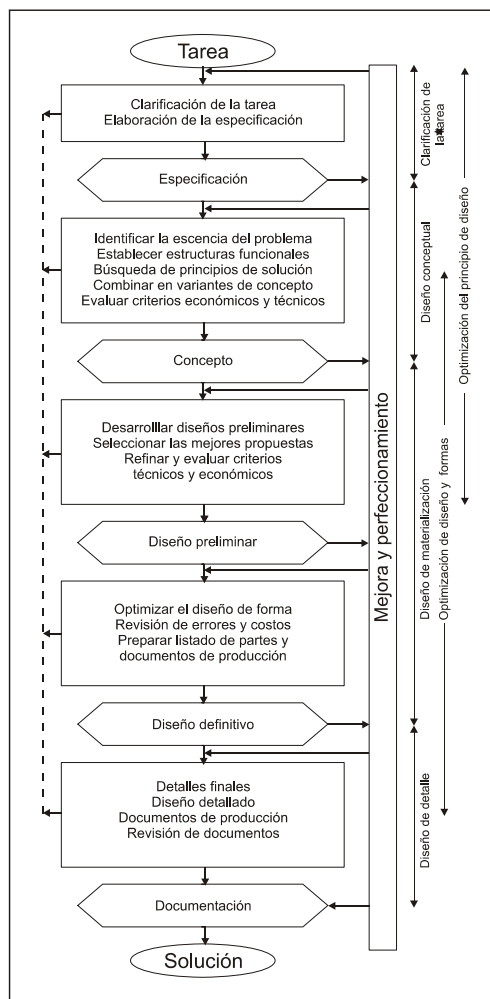 Tarea
Clarificación de la tarea
Elaboración de la especificación
Especificación
Identificar la escencia del problema
Establecer estructuras funcionales
Búsqueda de principios de solución
Combinar en variantes de concepto
Evaluar criterios económicos y técnicos
Concepto
Desarrolllar diseños preliminares
Seleccionar las mejores propuestas
Refinar y evaluar criterios
técnicos y económicos
Diseño preliminar
Optimizar el diseño de forma
Revisión de errores y costos
Preparar listado de partes y
documentos de producción
Diseño definitivo
Detalles finales
Diseño detallado
Documentos de producción
Revisión de documentos
Documentación
Solución
Mejora y perfeccionamiento
Clarificación de
la tarea
Diseño conceptual
Diseño de materialización
Diseño de detalle
Optimización de diseño y formas
Optimización del principio de diseño